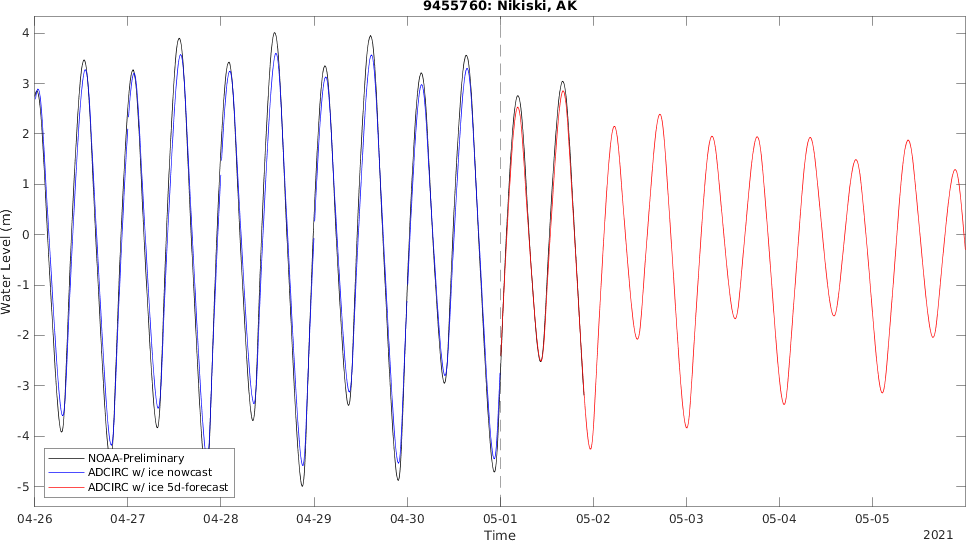 9455760: Nikiski, AK
4
3
2
1
0
-1
-2
-3
-4
-5
Water Level (m)
NOAA-Preliminary
ADCIRC w/ ice nowcast
ADCIRC w/ ice 5d-forecast
04-26 04-27 04-28 04-29 04-30 05-01 05-02 05-03 05-04 05-05
Time
2021